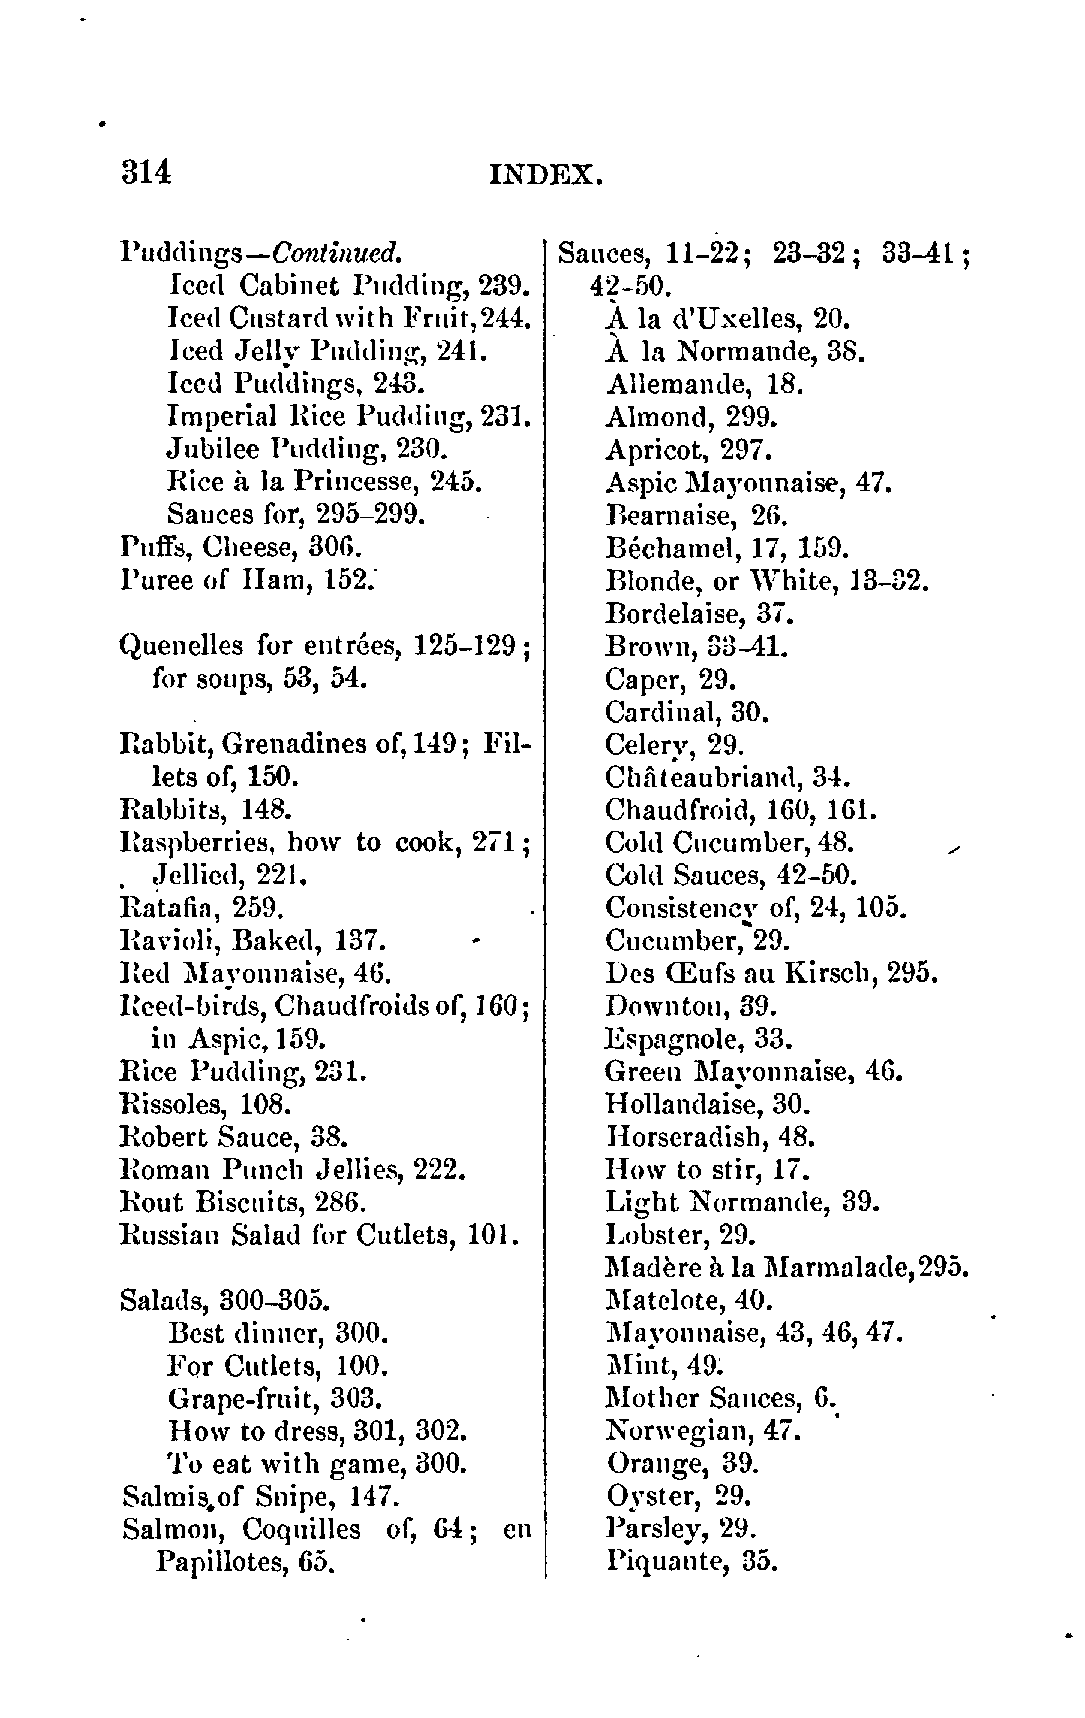 314 INDEX.
Puddings—Continued.
Iced Cabinet Pudding, 239.
Iced Custard with Fruit, 244.
Iced Jelly Pudding, 241.
Iced Puddings, 243.
Imperial Rice Pudding, 231.
Jubilee Pudding, 230.
Rice à la Princesse, 245.
Sauces for, 295–299.
Puffs, Cheese, 306.
Puree of Ham, 152.
Quenelles for entrées, 125–129;
for soups, 53, 54.
Rabbit, Grenadines of, 149; Fil-
lets of, 150.
Rabbits, 148.
Raspberries, how to cook, 271;
Jellied, 221.
Ratafia, 259.
Ravioli, Baked, 137.
Red Mayonnaise, 46.
Reed-birds, Chaudfroids of, 160;
in Aspic, 159.
Rice Pudding, 231.
Rissoles, 108.
Robert Sauce, 38.
Roman Punch Jellies, 222.
Rout Biscuits, 286.
Russian Salad for Cutlets, 101.
Salads, 300–305.
Best dinner, 300.
For Cutlets, 100.
Grape-fruit, 303.
How to dress, 301, 302.
To eat with game, 300.
Salmis of Snipe, 147.
Salmon, Coquilles of, 64; en
Papillotes, 65.
Sauces, 11–22; 23–32; 33–41;
42–50.
À la d'Uxelles, 20.
À la Normande, 38.
Allemande, 18.
Almond, 299.
Apricot, 297.
Aspic Mayonnaise, 47.
Bearnaise, 26.
Béchamel, 17, 159.
Blonde, or White, 13–32.
Bordelaise, 37.
Brown, 33–41.
Caper, 29.
Cardinal, 30.
Celery, 29.
Châteaubriand, 34.
Chaudfroid, 160, 161.
Cold Cucumber, 48.
Cold Sauces, 42–50.
Consistency of, 24, 105.
Cucumber, 29.
Des Œufs au Kirsch, 295.
Downton, 39.
Espagnole, 33.
Green Mayonnaise, 46.
Hollandaise, 30.
Horseradish, 48.
How to stir, 17.
Light Normande, 39.
Lobster, 29.
Madère à la Marmalade, 295.
Matelote, 40.
Mayonnaise, 43, 46, 47.
Mint, 49.
Mother Sauces, 6.
Norwegian, 47.
Orange, 39.
Oyster, 29.
Parsley, 29.
Piquante, 35.